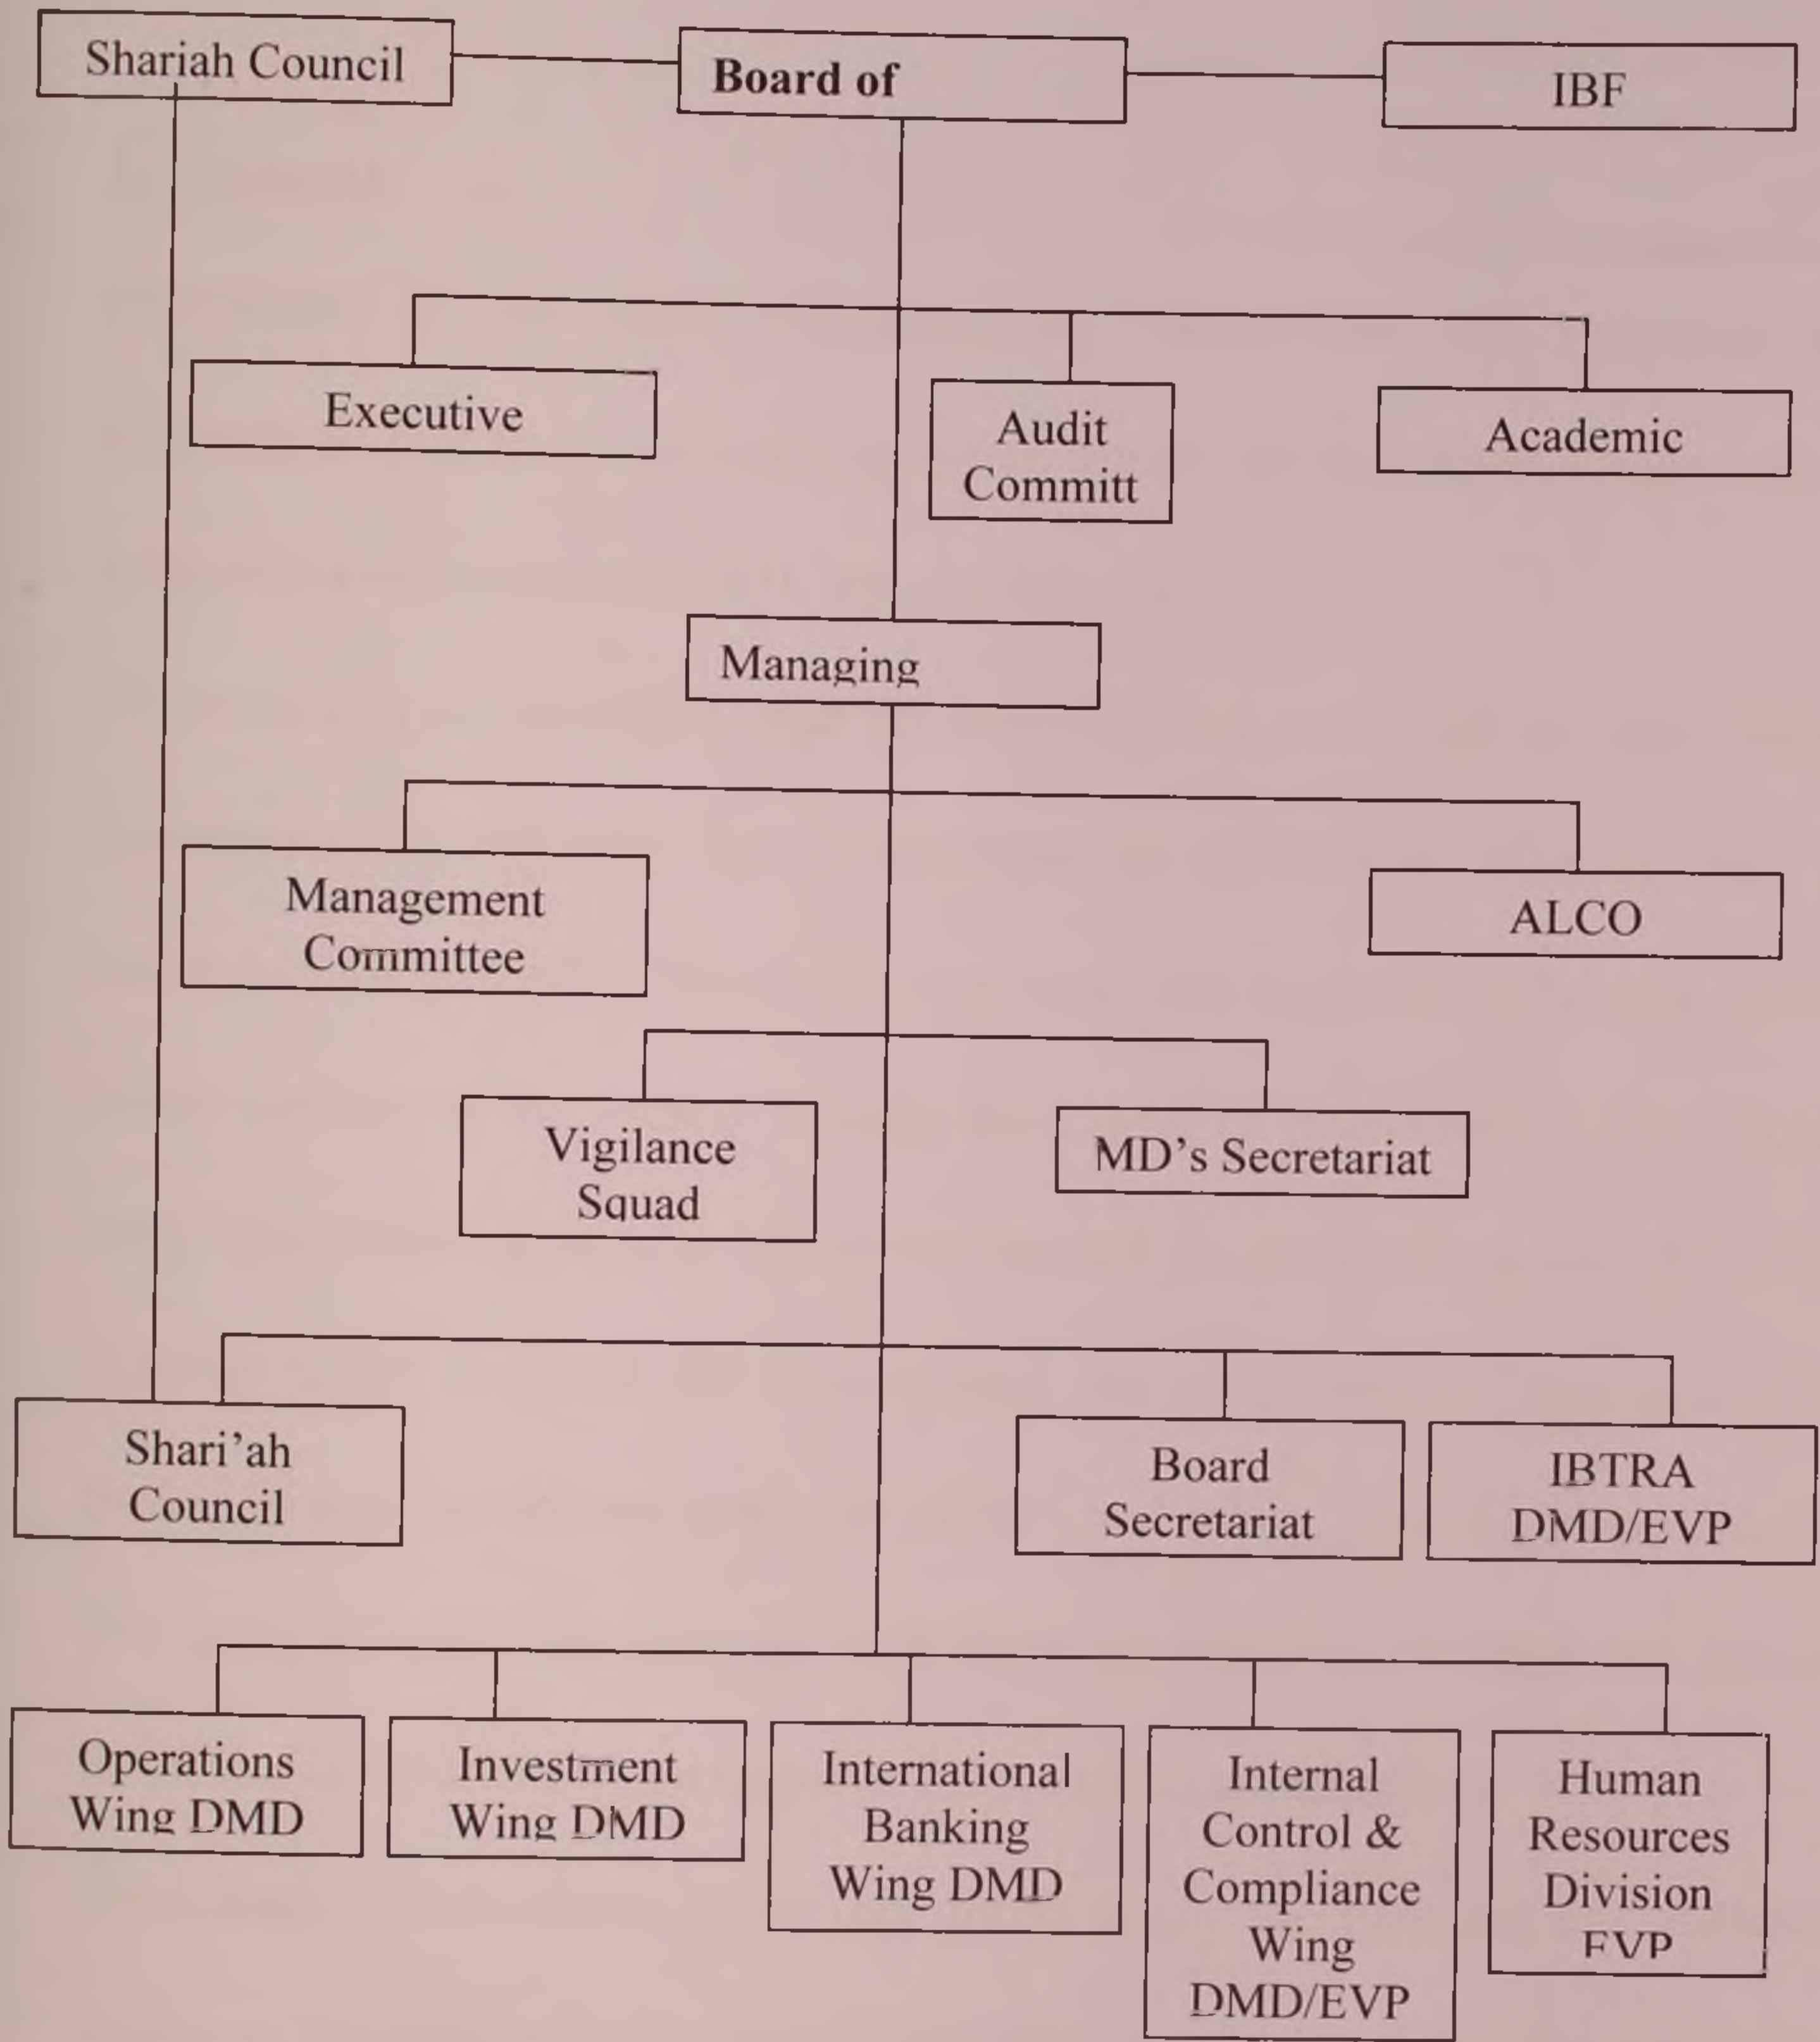 Shariah Council
Board of
IBF
Executive
Audit
Committ
Academic
Managing
Management
Committee
ALCO
Vigilance
Squad
MD's Secretariat
Shari'ah
Council
Board
Secretariat
IBTRA
DMD/EVP
Operations
Wing DMD
Investment
Wing DMD
International
Banking
Wing DMD
Internal
Control &
Compliance
Wing
DMD/EVP
Human
Resources
Division
EVP